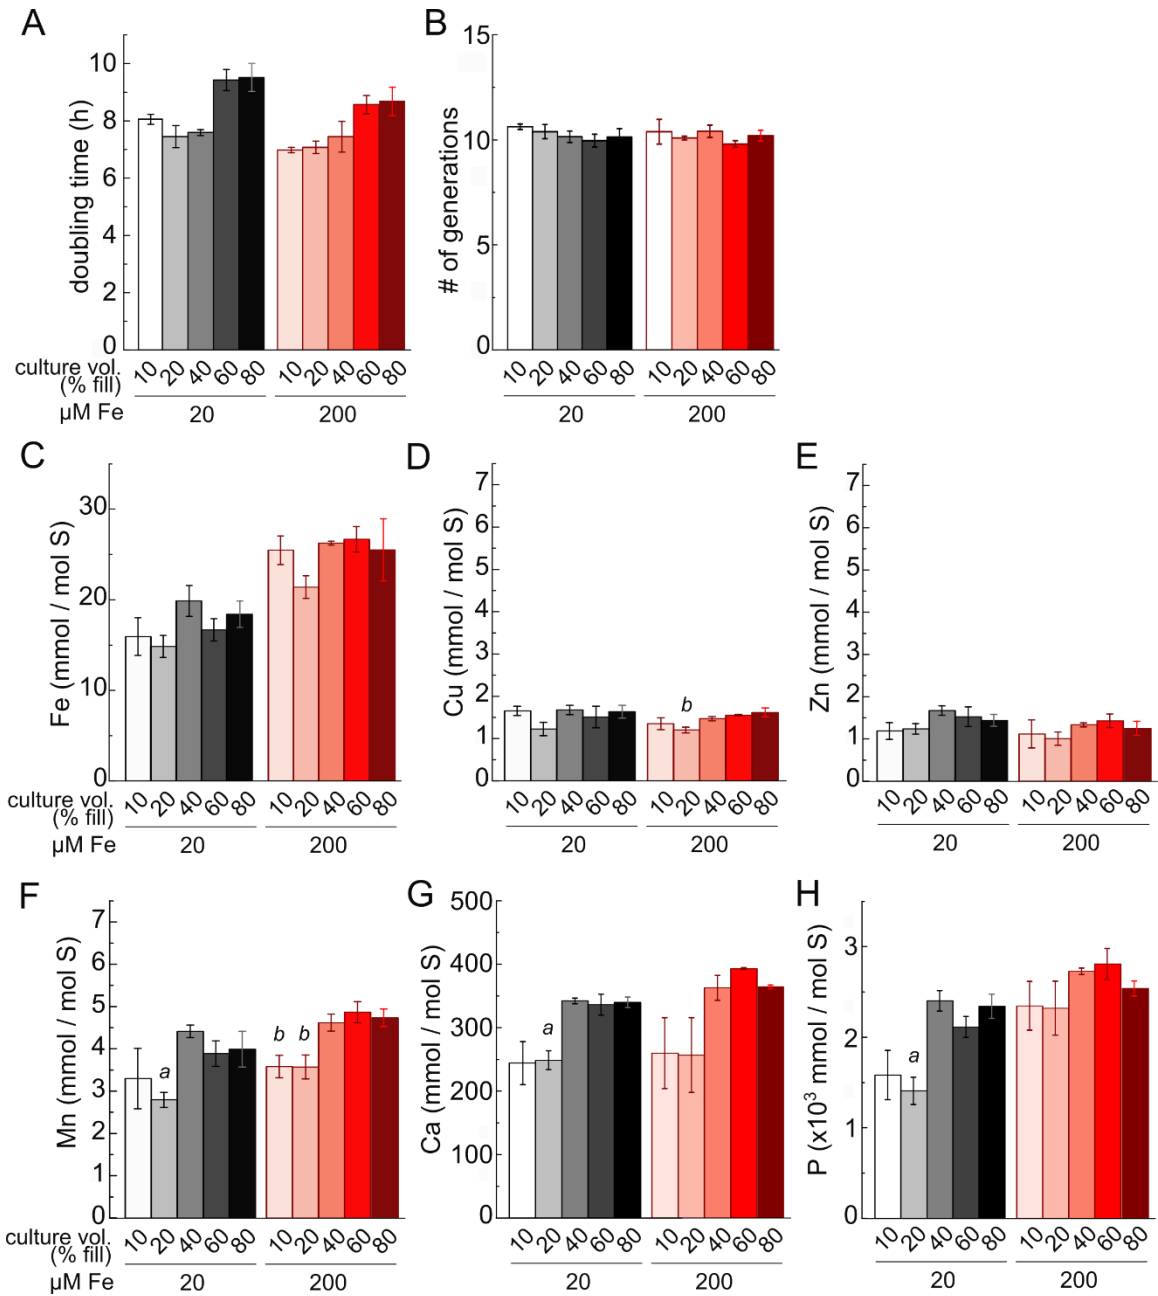 A
doubling time (h)
10
8
6
4
2
0
culture vol.
(% fill)
10 20 40 60 80 10 20 40 60 80
µM Fe 20 200
B
# of generations
15
10
5
0
10 20 40 60 80 10 20 40 60 80
20 200
C
Fe (mmol / mol S)
30
20
10
0
culture vol.
(% fill)
10 20 40 60 80 10 20 40 60 80
µM Fe 20 200
D
Cu (mmol / mol S)
7
6
5
4
3
2
1
0
b
10 20 40 60 80 10 20 40 60 80
20 200
E
Zn (mmol / mol S)
7
6
5
4
3
2
1
0
10 20 40 60 80 10 20 40 60 80
20 200
F
Mn (mmol / mol S)
7
6
5
4
3
2
1
0
a b b
culture vol.
(% fill)
10 20 40 60 80 10 20 40 60 80
µM Fe 20 200
G
Ca (mmol / mol S)
500
400
300
200
100
0
a
10 20 40 60 80 10 20 40 60 80
20 200
H
P (x10³ mmol / mol S)
3
2
1
0
a
10 20 40 60 80 10 20 40 60 80
20 200